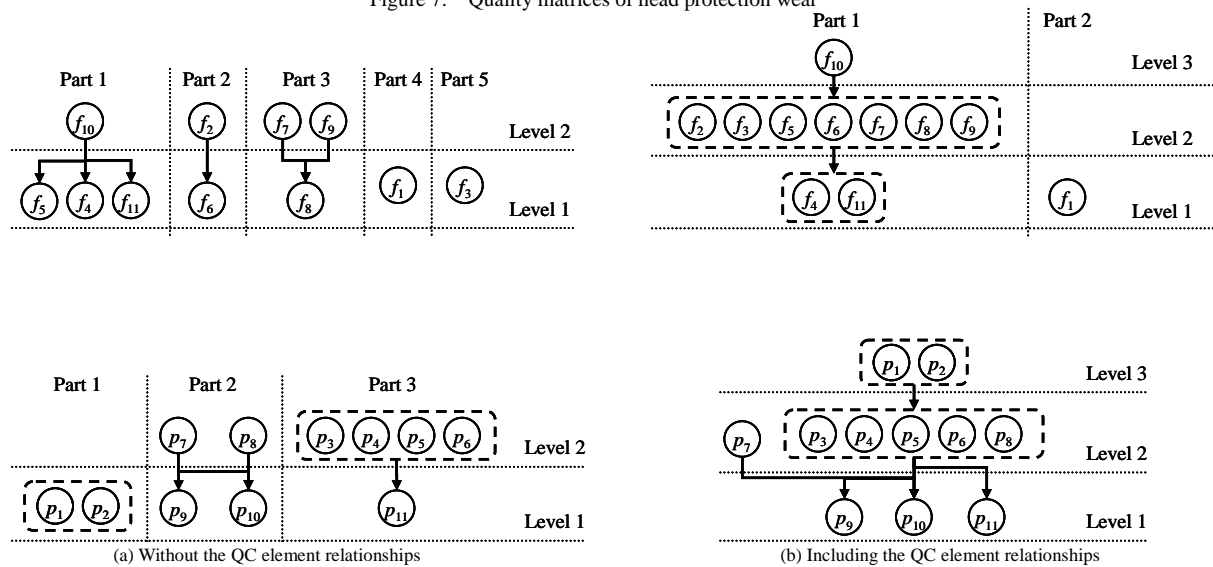 Figure 7. Quality matrices of head protection wear
Part 1 Part 2 Part 3 Part 4 Part 5
f10 f2 f7 f9 Level 2
f5 f4 f11 f6 f8 f1 f3 Level 1
Part 1 Part 2
f10 Level 3
f2 f3 f5 f6 f7 f8 f9 Level 2
f4 f11 f1 Level 1
Part 1 Part 2 Part 3
p7 p8 p3 p4 p5 p6 Level 2
p1 p2 p9 p10 p11 Level 1
(a) Without the QC element relationships
p1 p2 Level 3
p7 p3 p4 p5 p6 p8 Level 2
p9 p10 p11 Level 1
(b) Including the QC element relationships